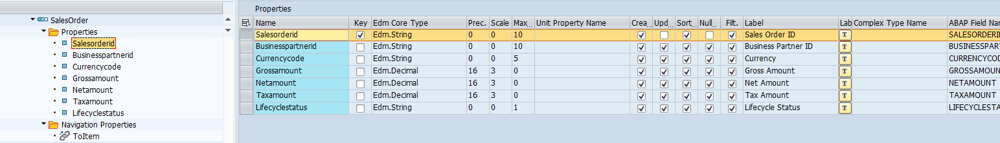 SalesOrder
Properties
Salesorderid
Businesspartnerid
Currencycode
Grossamount
Netamount
Taxamount
Lifecyclestatus
Navigation Properties
ToItem
Properties
Name Key Edm Core Type Prec. Scale Max... Unit Property Name Crea... Upd... Sort... Null... Filt. Label Lab Complex Type Name ABAP Field Nar
Salesorderid Edm.String 0 0 10 Sales Order ID T SALESORDERI
Businesspartnerid Edm.String 0 0 10 Business Partner ID T BUSINESSPAR
Currencycode Edm.String 0 0 5 Currency T CURRENCYCOD
Grossamount Edm.Decimal 16 3 0 Gross Amount T GROSSAMOUN
Netamount Edm.Decimal 16 3 0 Net Amount T NETAMOUNT
Taxamount Edm.Decimal 16 3 0 Tax Amount T TAXAMOUNT
Lifecyclestatus Edm.String 0 0 1 Lifecycle Status T LIFECYCLESTA